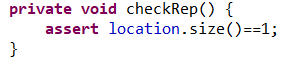 private void checkRep() {
    assert location.size()==1;
}